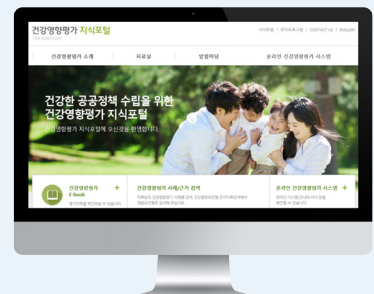 건강영향평가 지식포털
사이트맵 | 뷰어프로그램 | CONTACT US | ENGLISH
건강영향평가 소개
자료실
알림마당
온라인 건강영향평가 시스템
건강한 공공정책 수립을 위한
건강영향평가 지식포털
건강영향평가 지식포털에 오신것을 환영합니다.
건강영향평가 +
E-book
건강영향평가 사례/근거 검색
온라인 건강영향평가 시스템 +